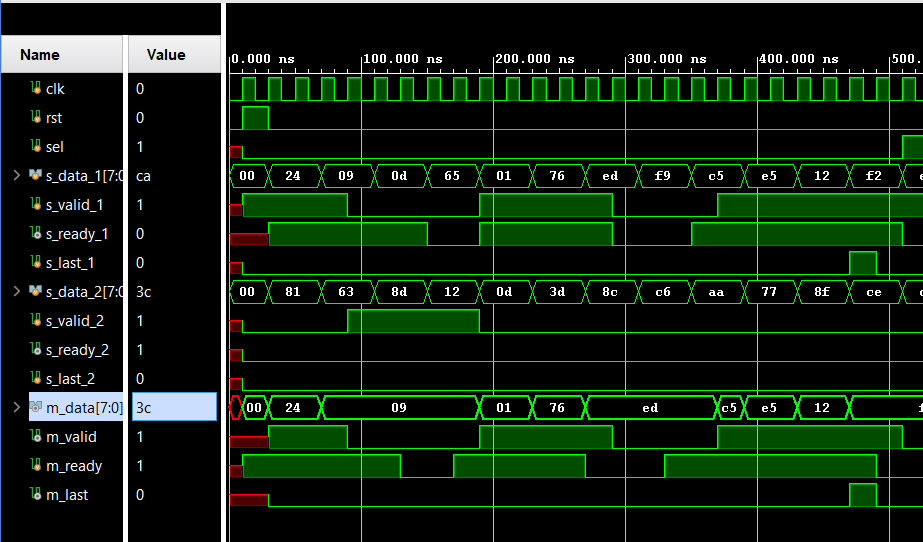 Name Value 0.000 ns 100.000 ns 200.000 ns 300.000 ns 400.000 ns 500.
clk 0
rst 0
sel 1
s_data_1[7:0 ca 00 24 09 0d 65 01 76 ed f9 c5 e5 12 f2
s_valid_1 1
s_ready_1 0
s_last_1 0
s_data_2[7:0 3c 00 81 63 8d 12 0d 3d 8c c6 aa 77 8f ce
s_valid_2 1
s_ready_2 1
s_last_2 0
m_data[7:0] 3c 00 24 09 01 76 ed c5 e5 12
m_valid 1
m_ready 1
m_last 0